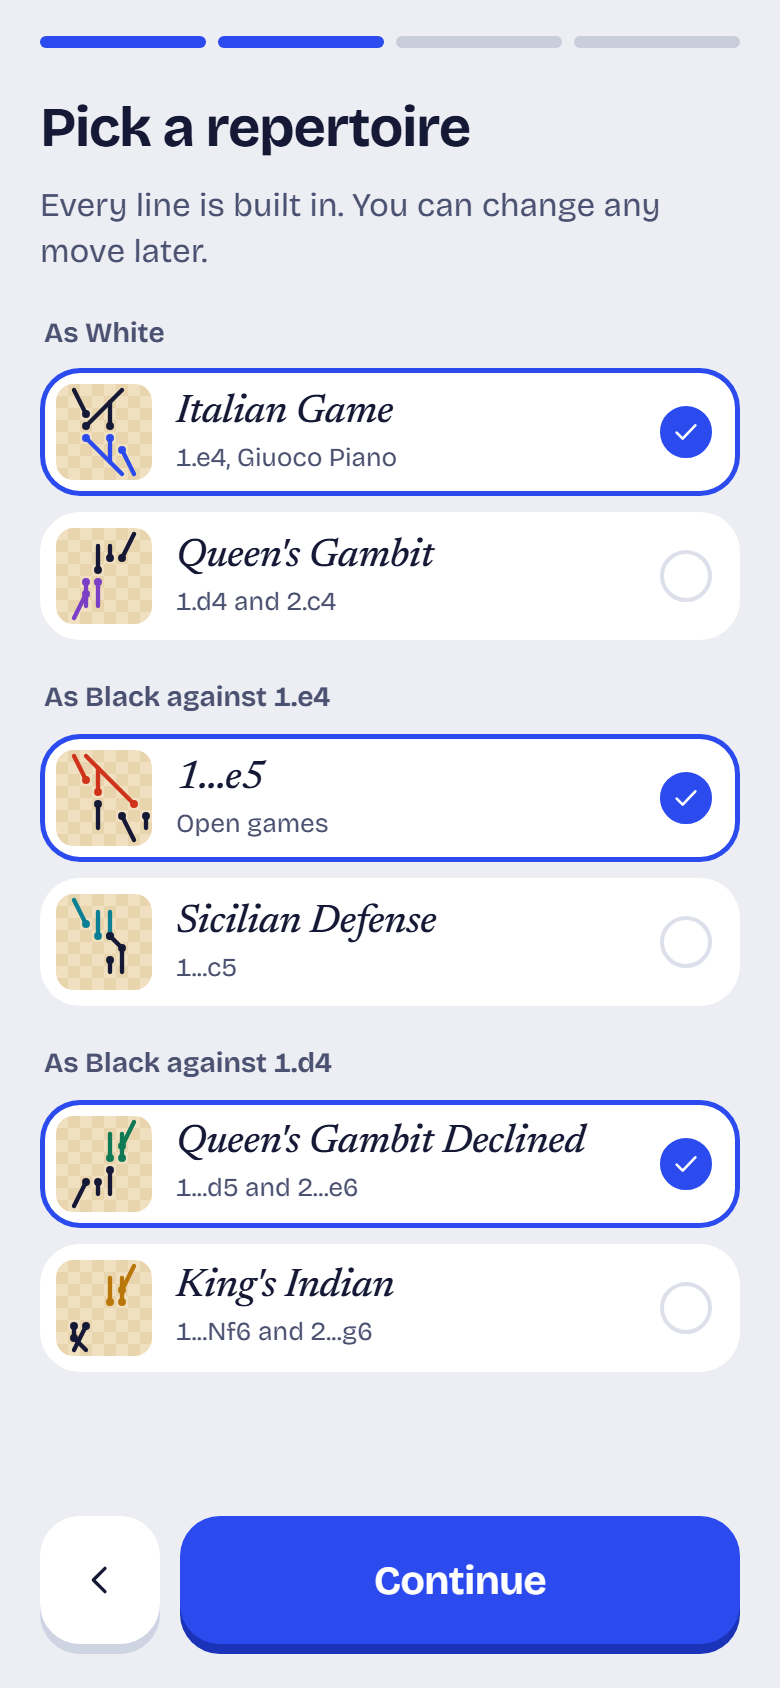 Pick a repertoire
Every line is built in. You can change any
move later.
As White
Italian Game
1.e4, Giuoco Piano
Queen's Gambit
1.d4 and 2.c4
As Black against 1.e4
1...e5
Open games
Sicilian Defense
1...c5
As Black against 1.d4
Queen's Gambit Declined
1...d5 and 2...e6
King's Indian
1...Nf6 and 2...g6
Continue